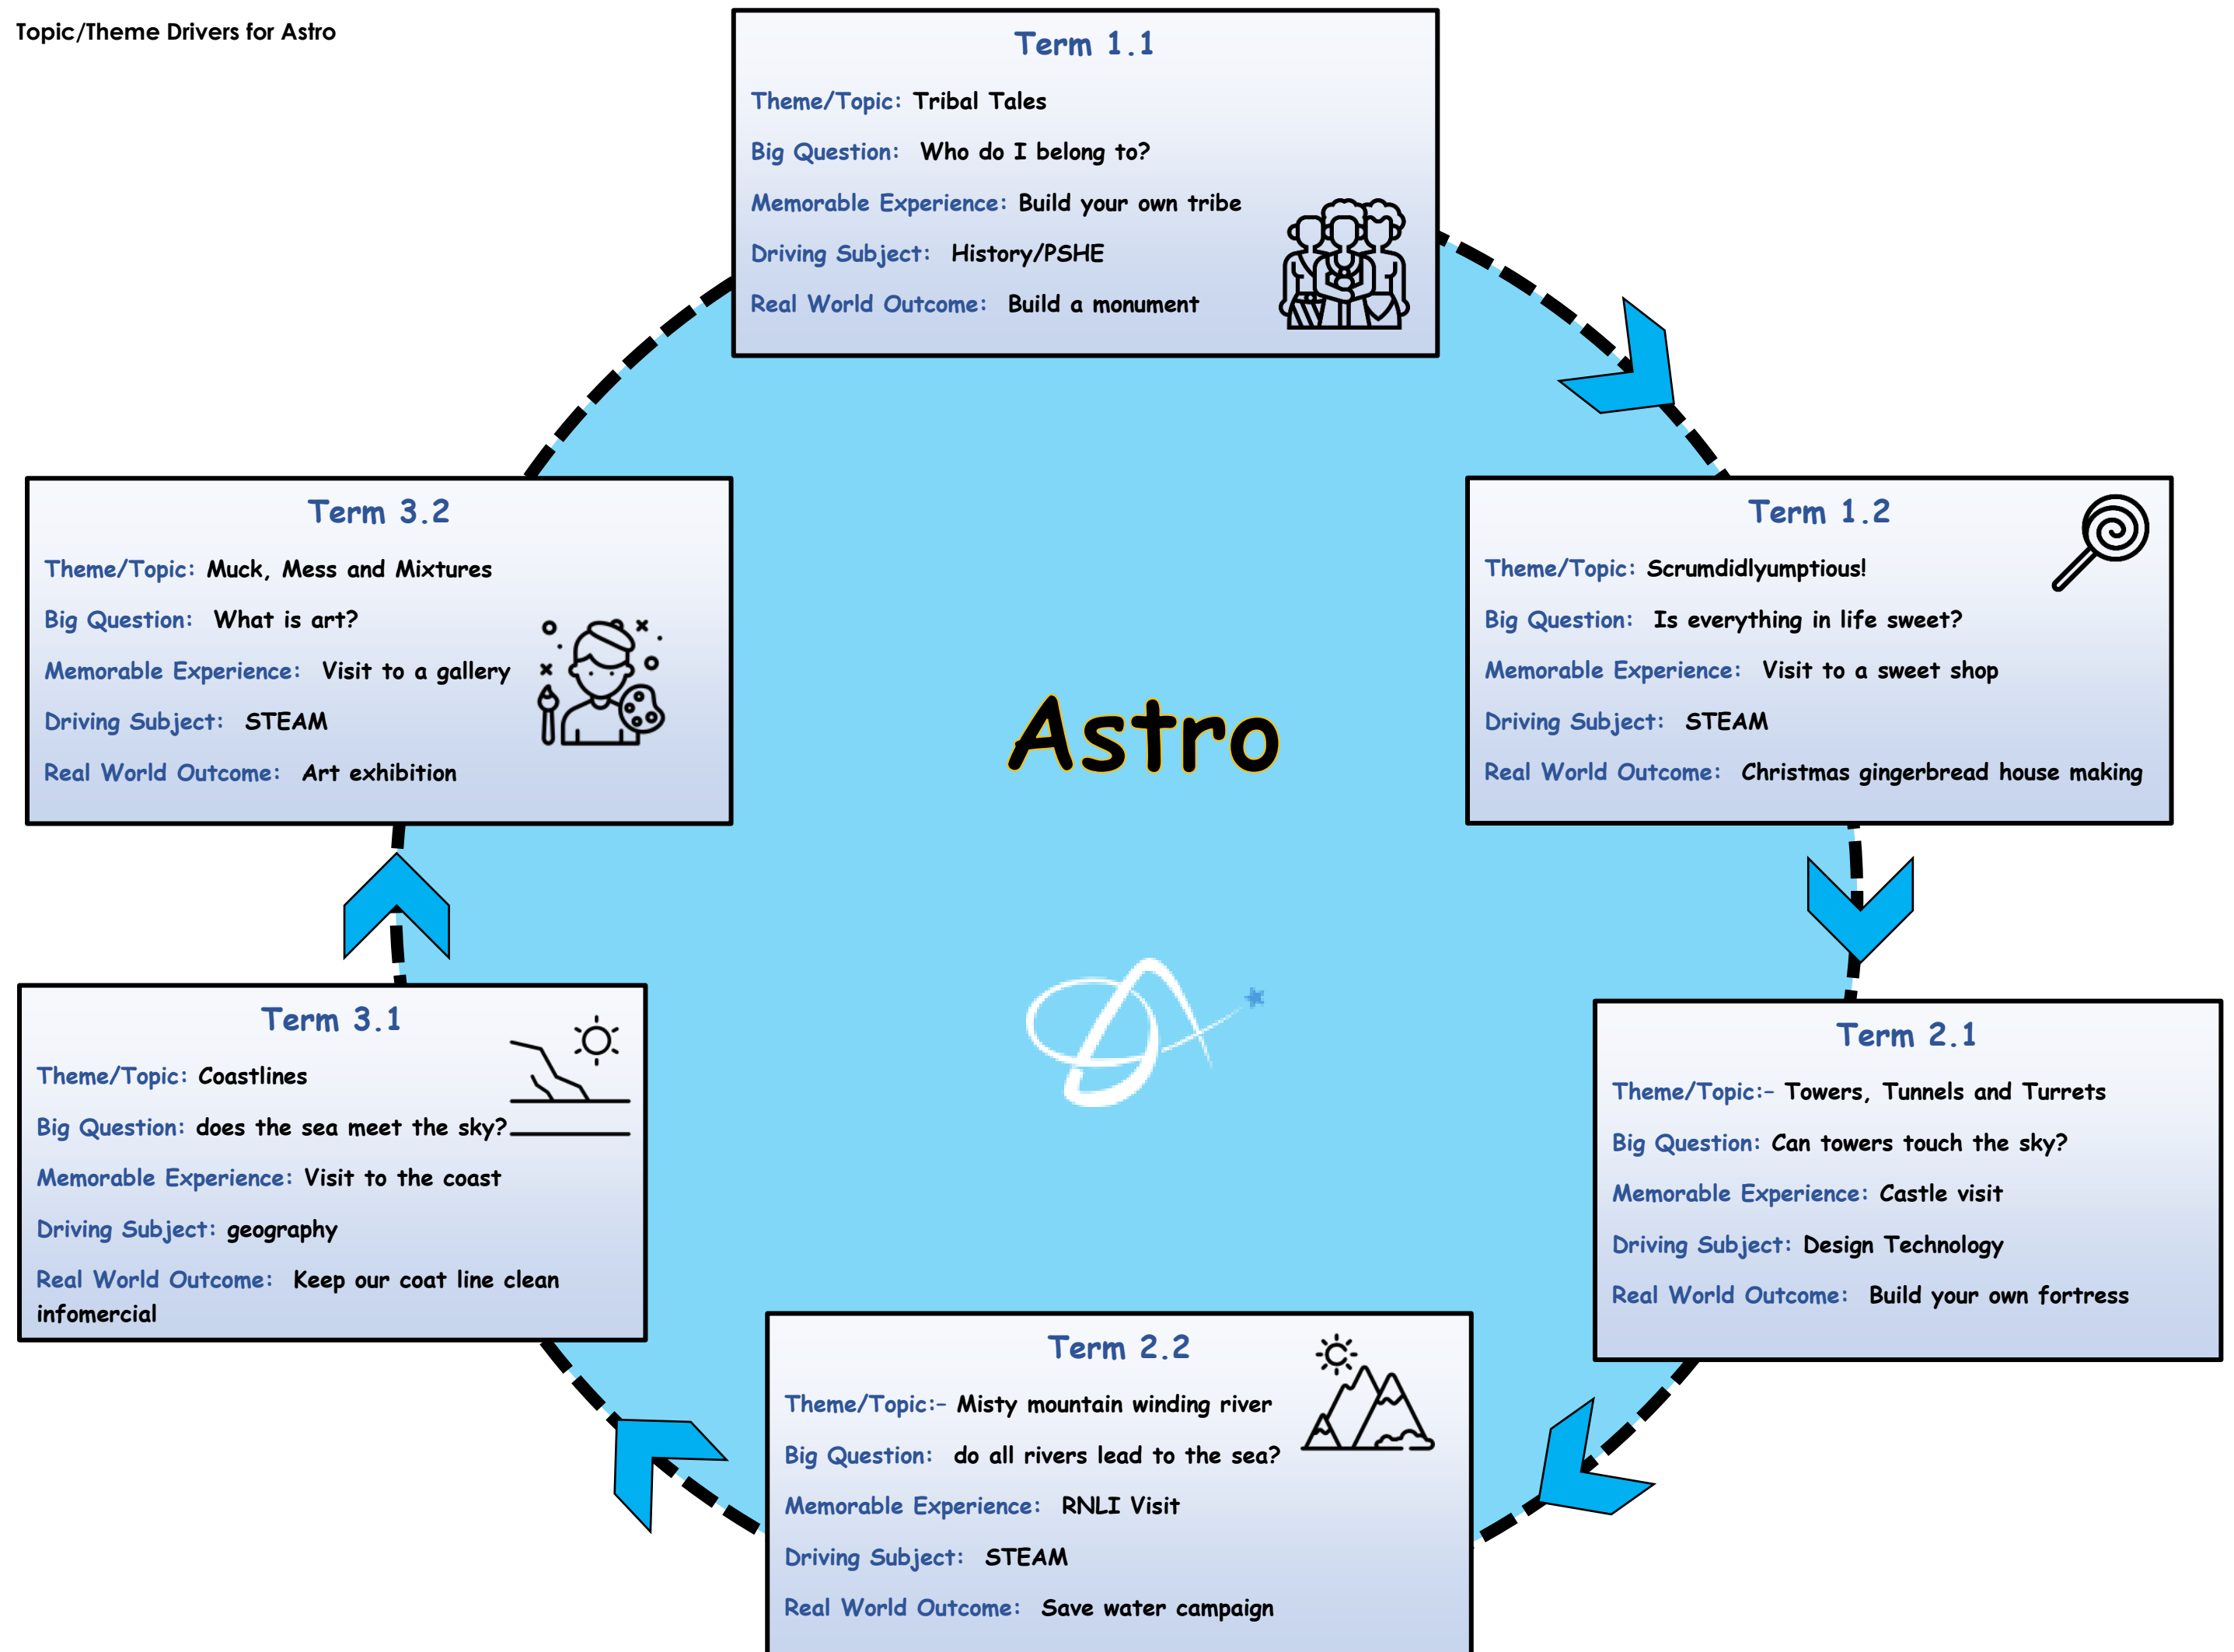 Topic/Theme Drivers for Astro
Term 1.1
Theme/Topic: Tribal Tales
Big Question: Who do I belong to?
Memorable Experience: Build your own tribe
Driving Subject: History/PSHE
Real World Outcome: Build a monument
Term 1.2
Theme/Topic: Scrumdidlyumptious!
Big Question: Is everything in life sweet?
Memorable Experience: Visit to a sweet shop
Driving Subject: STEAM
Real World Outcome: Christmas gingerbread house making
Term 2.1
Theme/Topic:- Towers, Tunnels and Turrets
Big Question: Can towers touch the sky?
Memorable Experience: Castle visit
Driving Subject: Design Technology
Real World Outcome: Build your own fortress
Term 2.2
Theme/Topic:- Misty mountain winding river
Big Question: do all rivers lead to the sea?
Memorable Experience: RNLI Visit
Driving Subject: STEAM
Real World Outcome: Save water campaign
Term 3.1
Theme/Topic: Coastlines
Big Question: does the sea meet the sky?
Memorable Experience: Visit to the coast
Driving Subject: geography
Real World Outcome: Keep our coat line clean
infomercial
Term 3.2
Theme/Topic: Muck, Mess and Mixtures
Big Question: What is art?
Memorable Experience: Visit to a gallery
Driving Subject: STEAM
Real World Outcome: Art exhibition
Astro